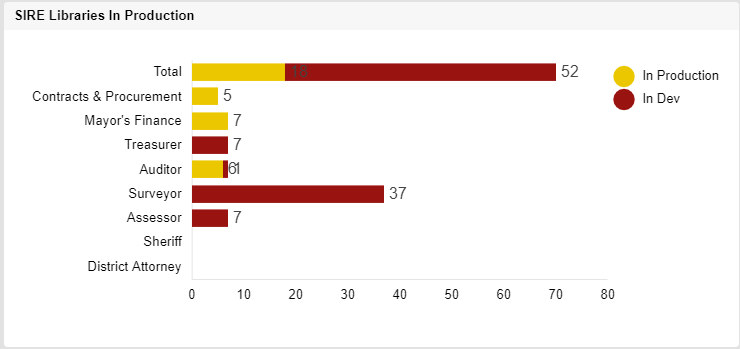 SIRE Libraries In Production
Total 18 52
Contracts & Procurement 5
Mayor's Finance 7
Treasurer 7
Auditor 6 1
Surveyor 37
Assessor 7
Sheriff
District Attorney
0 10 20 30 40 50 60 70 80
In Production
In Dev